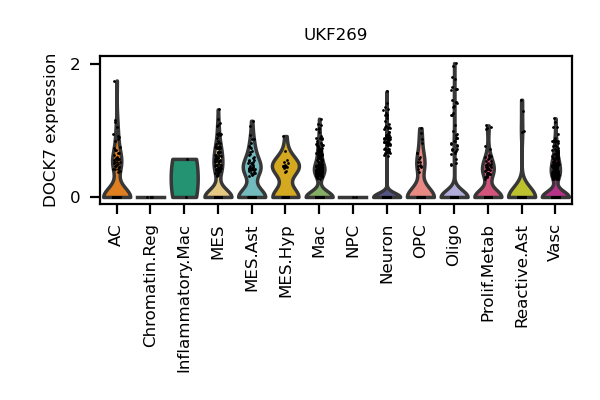 UKF269
DOCK7 expression
2
0
AC
Chromatin.Reg
Inflammatory.Mac
MES
MES.Ast
MES.Hyp
Mac
NPC
Neuron
OPC
Oligo
Prolif.Metab
Reactive.Ast
Vasc